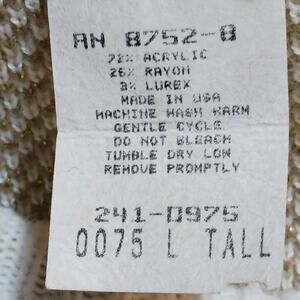 RN 8752-8
72% ACRYLIC
26% RAYON
3% LUREX
MADE IN USA
MACHINE WASH WARM
GENTLE CYCLE
DO NOT BLEACH
TUMBLE DRY LOW
REMOVE PROMPTLY
241-0975
0075 L TALL